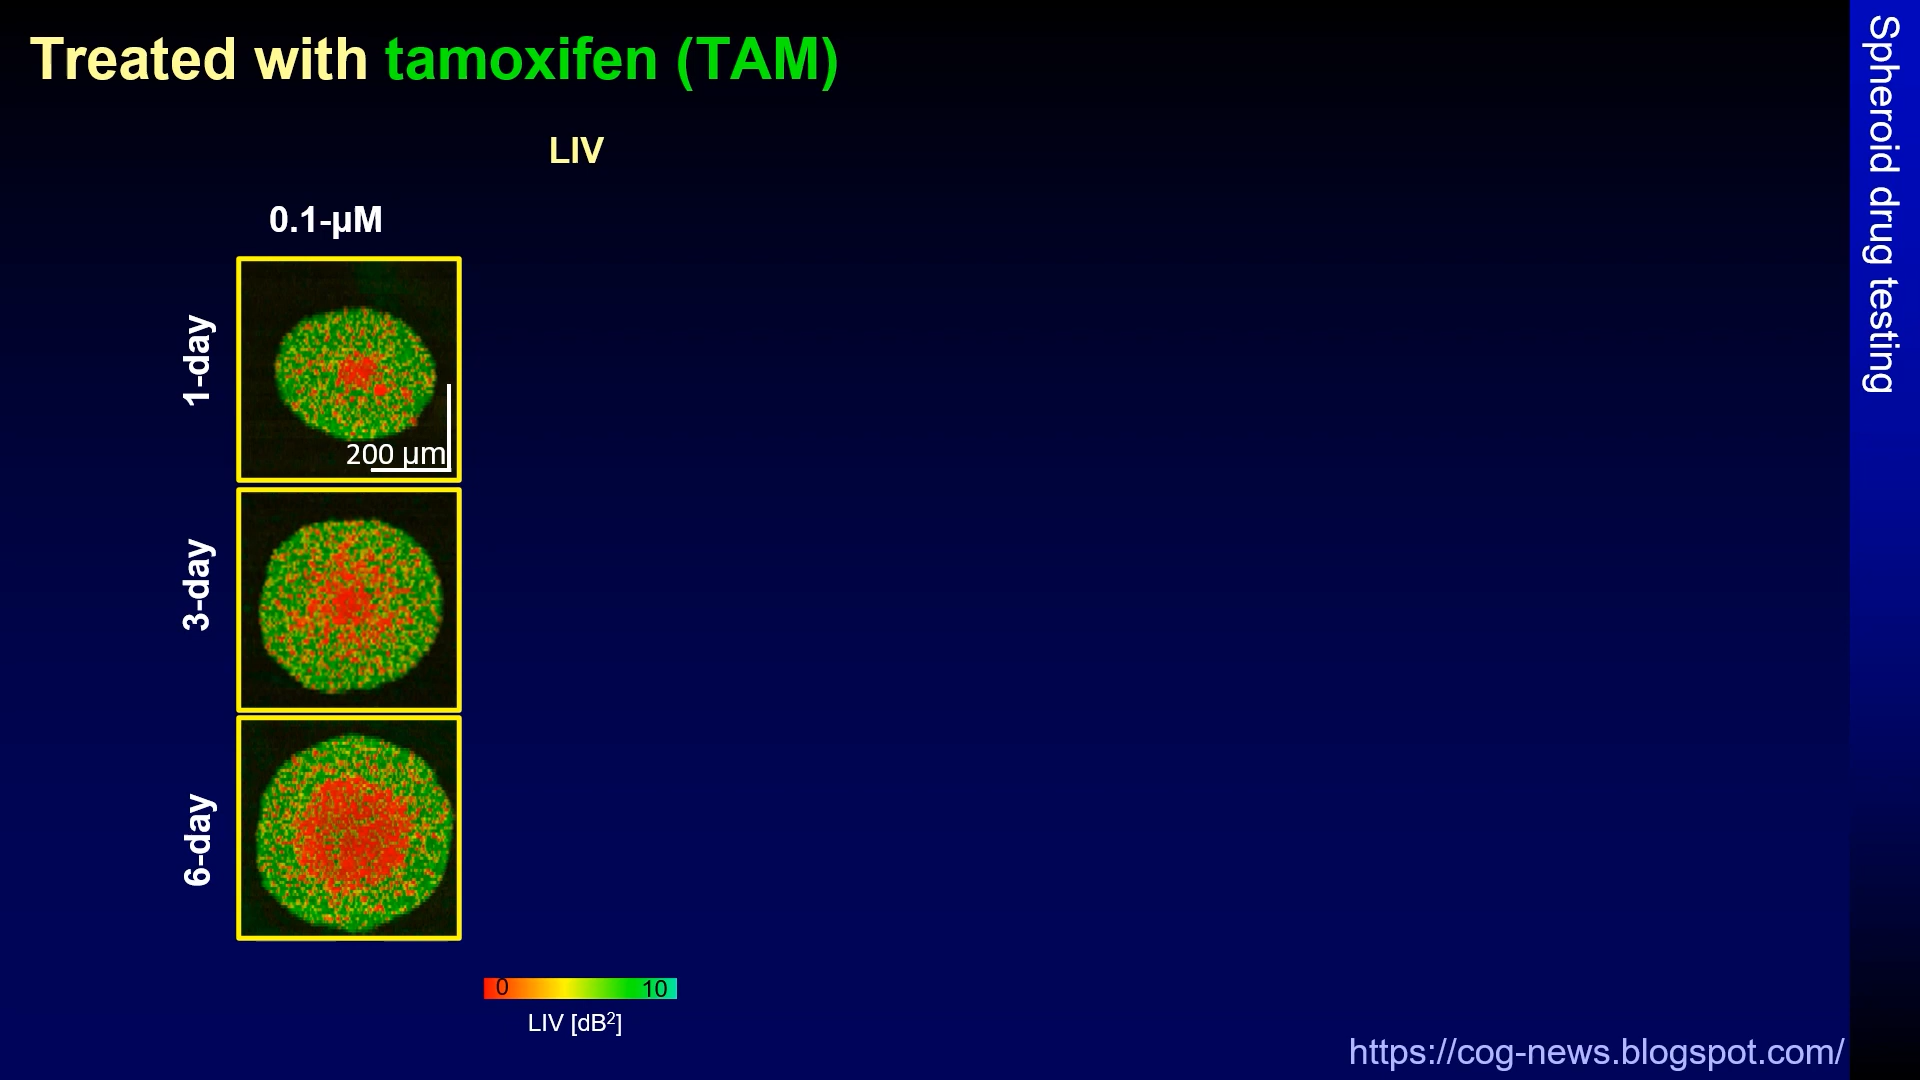 Treated with tamoxifen (TAM)
LIV
0.1-µM
1-day
200 µm
3-day
6-day
0
10
LIV [dB²]
https://cog-news.blogspot.com/
Spheroid drug testing